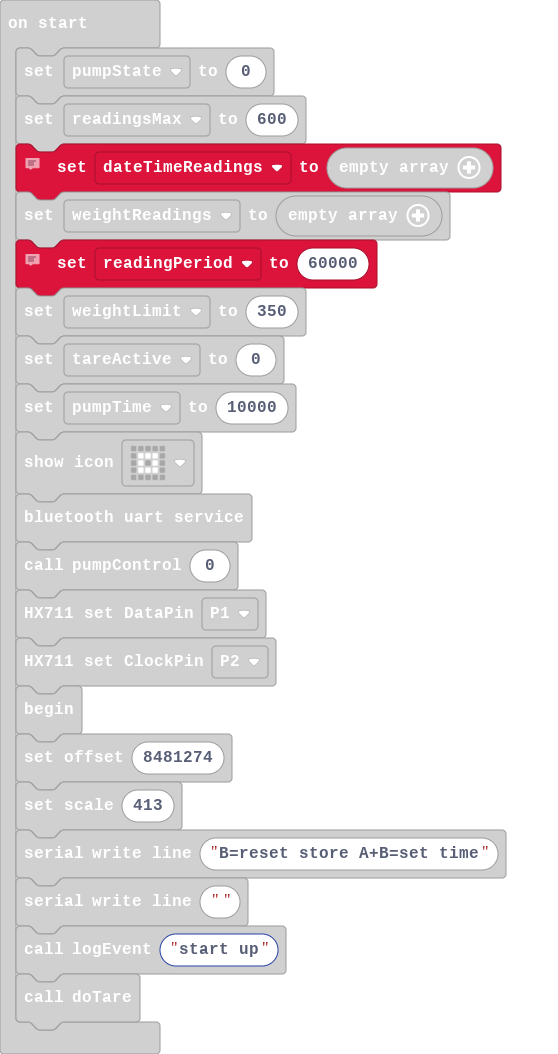 on start
set pumpState to 0
set readingsMax to 600
set dateTimeReadings to empty array
set weightReadings to empty array
set readingPeriod to 60000
set weightLimit to 350
set tareActive to 0
set pumpTime to 10000
show icon
bluetooth uart service
call pumpControl 0
HX711 set DataPin P1
HX711 set ClockPin P2
begin
set offset 8481274
set scale 413
serial write line "B=reset store A+B=set time"
serial write line ""
call logEvent "start up"
call doTare